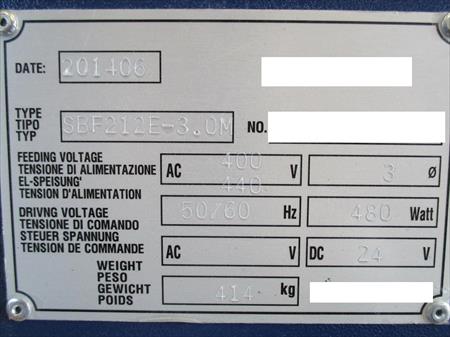 DATE: 201406
TYPE
TIPO
TYP
SBF212E-3.0M NO.
FEEDING VOLTAGE
TENSIONE DI ALIMENTAZIONE
EL-SPEISUNG'
TENSION D'ALIMENTATION
AC 400 V 3 Ø
440
50/60 Hz 480 Watt
DRIVNG VOLTAGE
TENSIONE DI COMANDO
STEUER SPANNUNG
TENSION DE COMMANDE
AC V DC 24 V
WEIGHT
PESO
GEWICHT
POIDS
414 kg